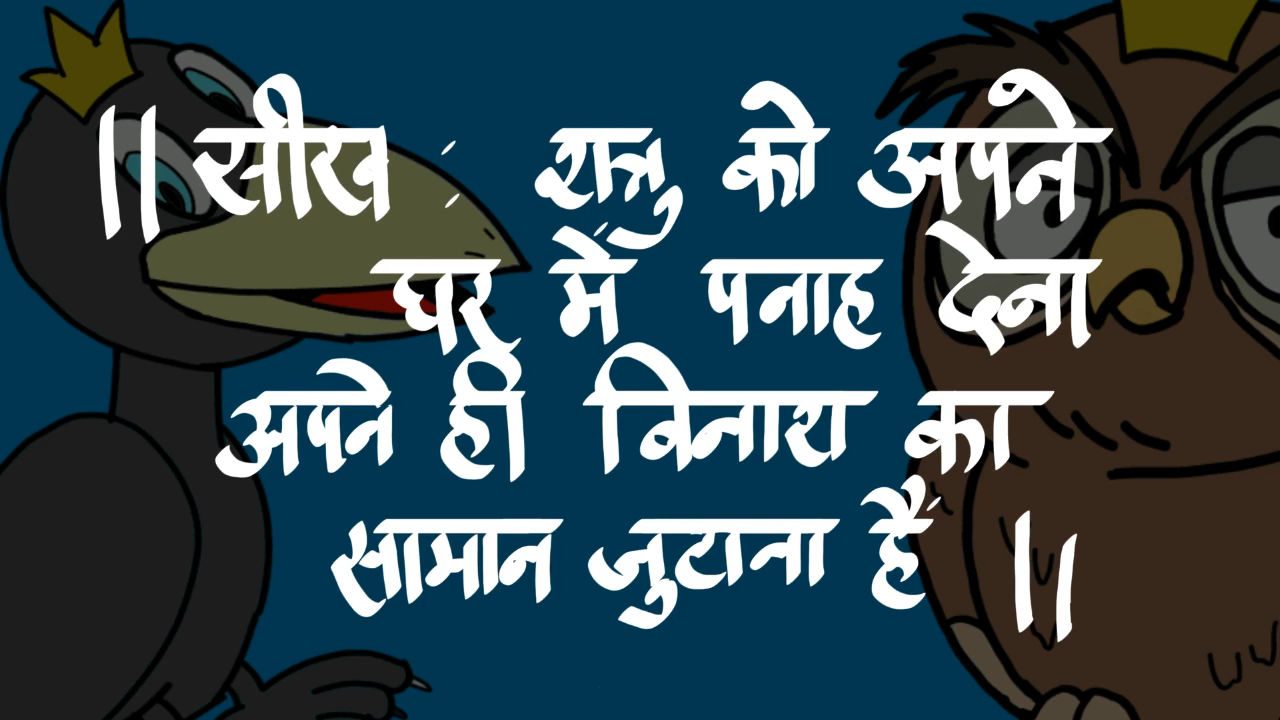 || सीख : शत्रु को अपने
घर में पनाह देना
अपने ही बिनाश का
सामान जुटाना हैं ||